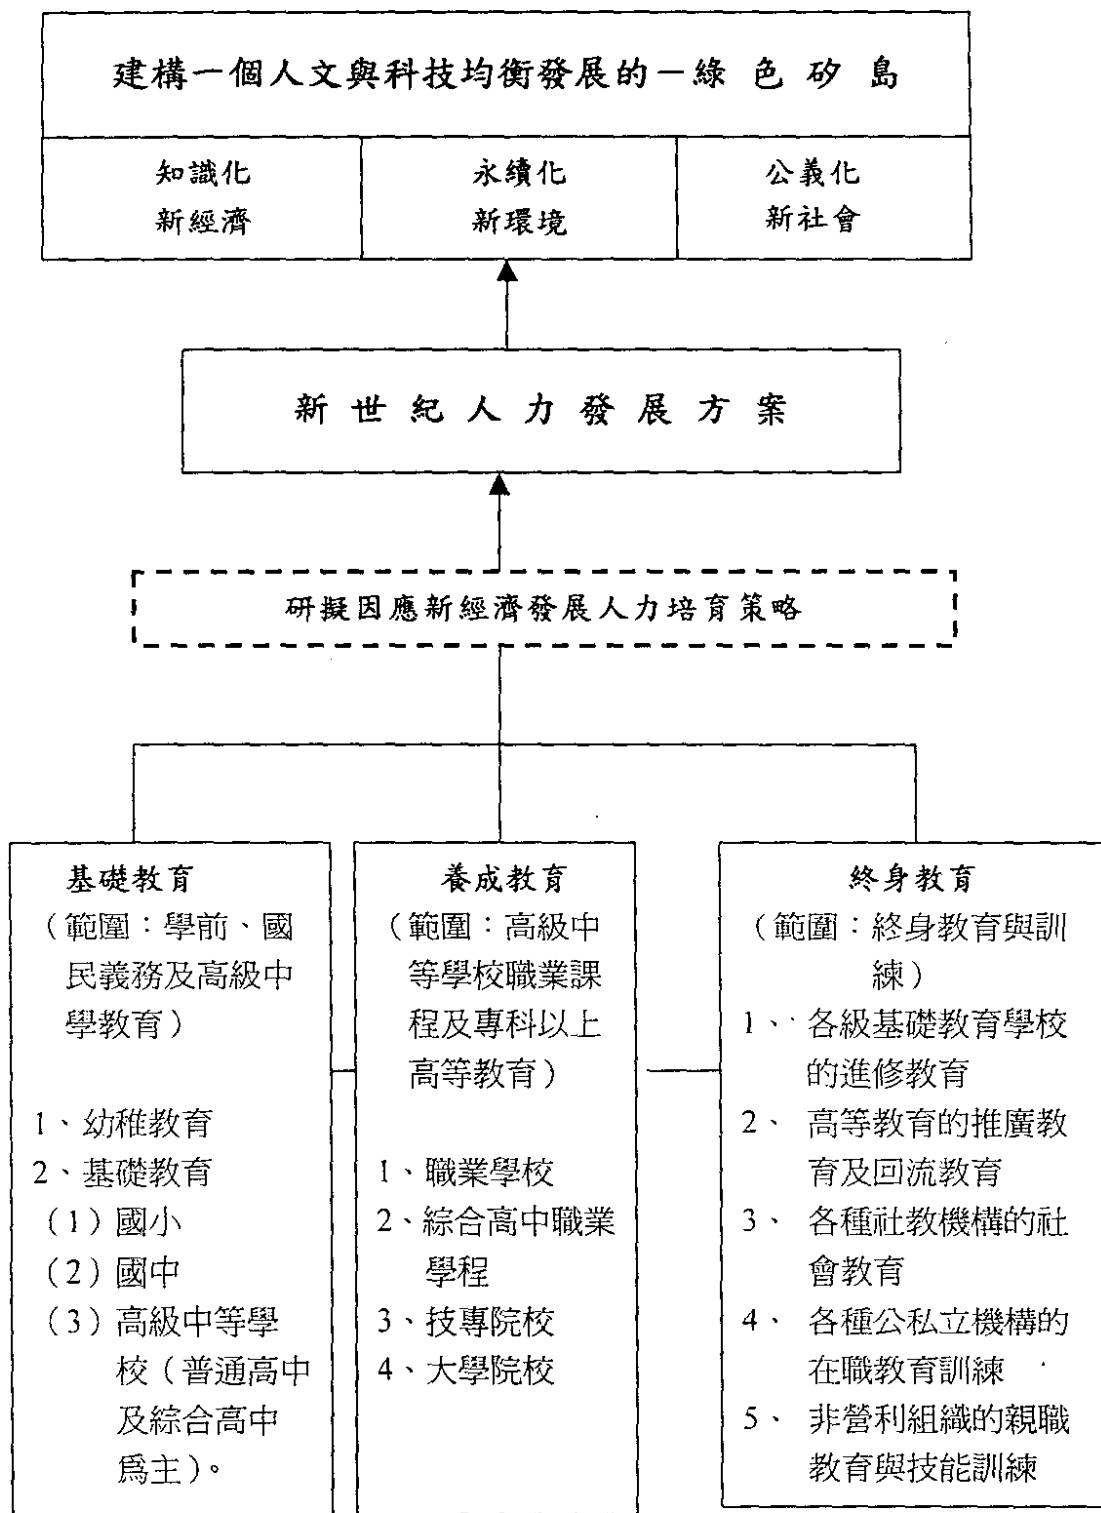 建構一個人文與科技均衡發展的－綠色矽島
知識化
新經濟
永續化
新環境
公義化
新社會
新世紀人力發展方案
研擬因應新經濟發展人力培育策略
基礎教育
（範圍：學前、國
民義務及高級中
學教育）
1、幼稚教育
2、基礎教育
（1）國小
（2）國中
（3）高級中等學
校（普通高中
及綜合高中
爲主）。
養成教育
（範圍：高級中
等學校職業課
程及專科以上
高等教育）
1、職業學校
2、綜合高中職業
學程
3、技專院校
4、大學院校
終身教育
（範圍：終身教育與訓
練）
1、各級基礎教育學校
的進修教育
2、高等教育的推廣教
育及回流教育
3、各種社教機構的社
會教育
4、各種公私立機構的
在職教育訓練
5、非營利組織的親職
教育與技能訓練